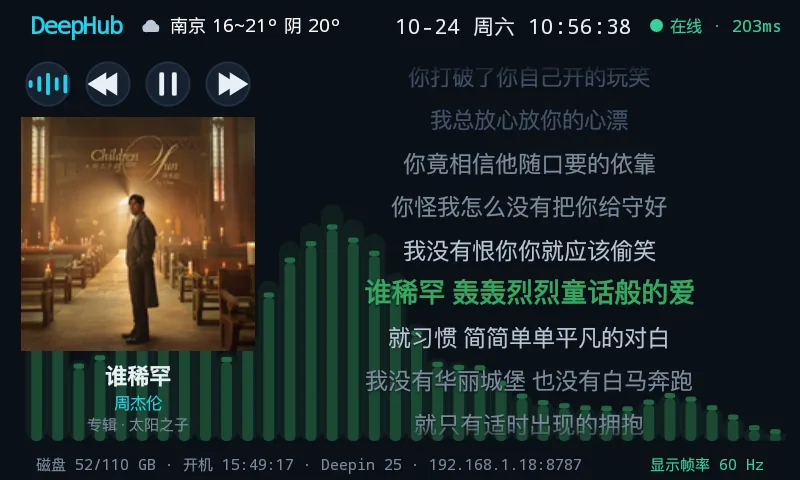 DeepHub 南京 16~21° 阴 20° 10-24 周六 10:56:38 在线 · 203ms
你打破了你自己开的玩笑
我总放心放你的心漂
你竟相信他随口要的依靠
你怪我怎么没有把你给守好
我没有恨你你就应该偷笑
谁稀罕 轰轰烈烈童话般的爱
就习惯 简简单单平凡的对白
我没有华丽城堡 也没有白马奔跑
就只有适时出现的拥抱
Children
of the Sun
谁稀罕
周杰伦
专辑 · 太阳之子
磁盘 52/110 GB · 开机 15:49:17 · Deepin 25 · 192.168.1.18:8787 显示帧率 60 Hz